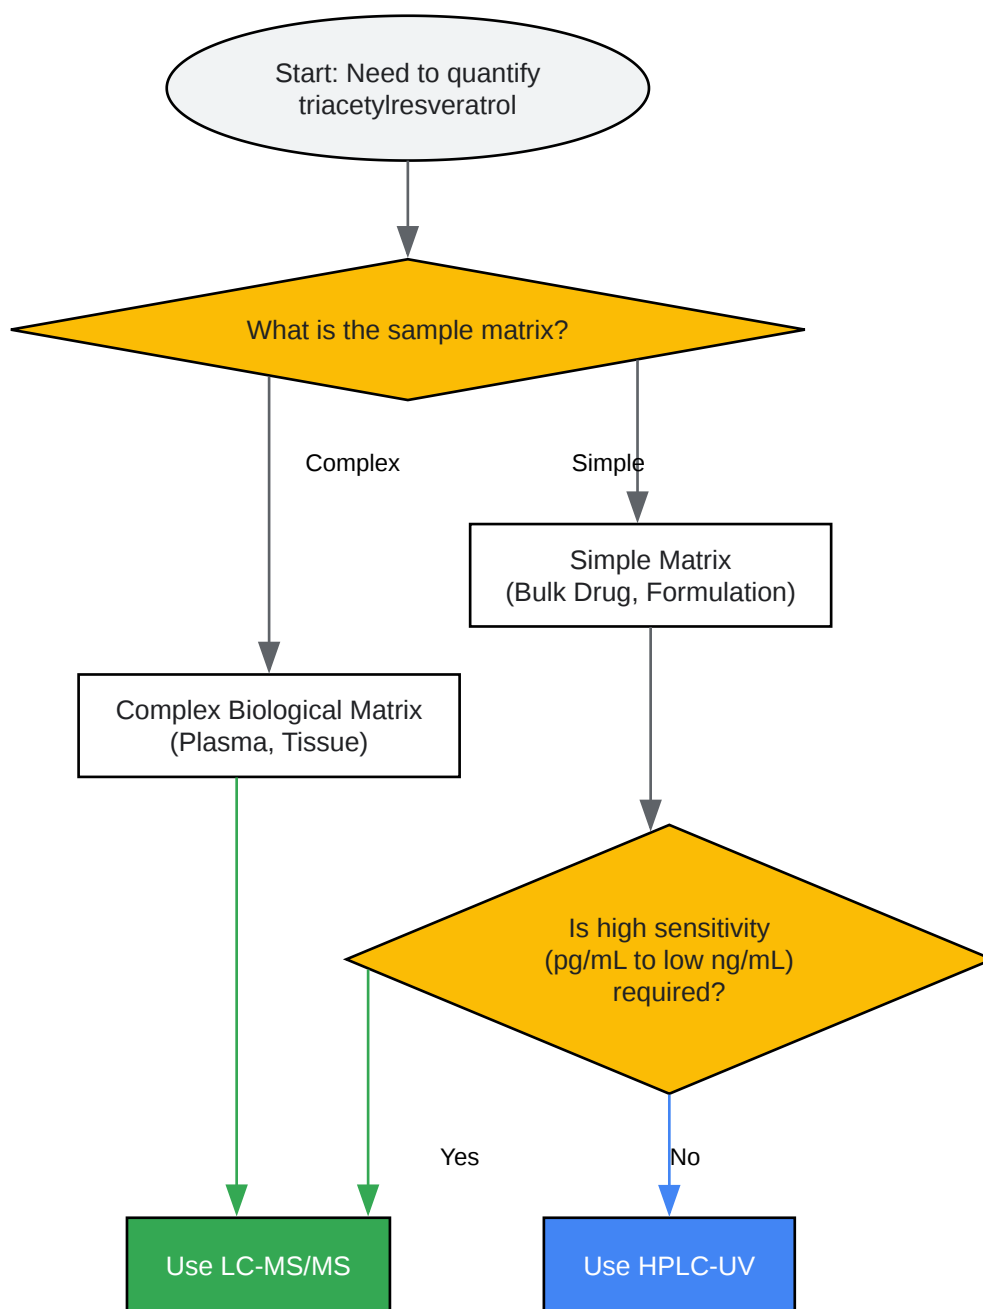 Start: Need to quantify
triacetylresveratrol
What is the sample matrix?
Complex
Simple
Simple Matrix
(Bulk Drug, Formulation)
Complex Biological Matrix
(Plasma, Tissue)
Is high sensitivity
(pg/mL to low ng/mL)
required?
Yes
No
Use LC-MS/MS
Use HPLC-UV